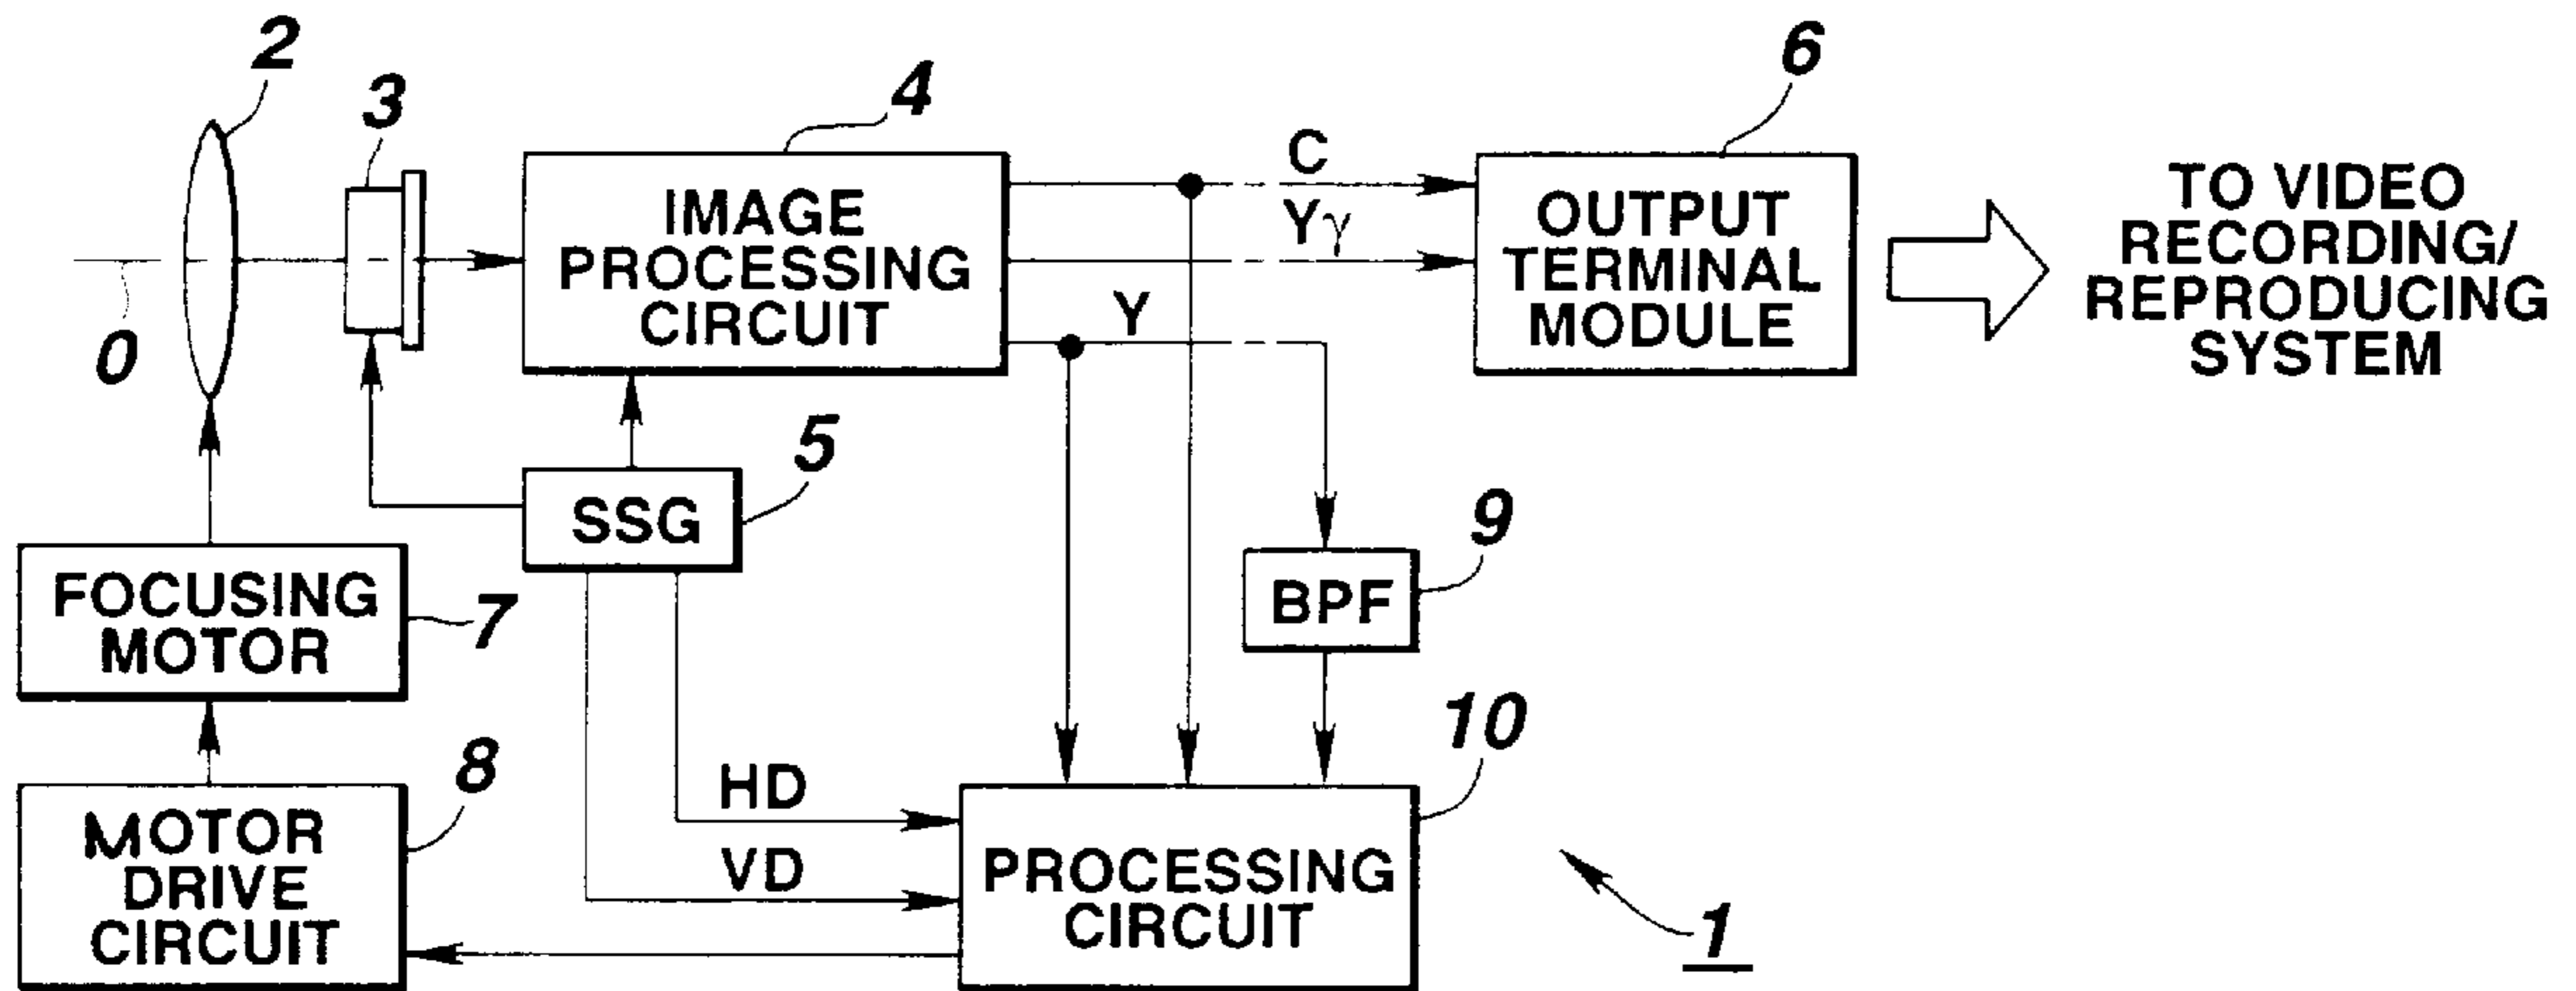 2
3
4
6
C
Yγ
Y
IMAGE
PROCESSING
CIRCUIT
OUTPUT
TERMINAL
MODULE
TO VIDEO
RECORDING/
REPRODUCING
SYSTEM
O
5
SSG
9
BPF
FOCUSING
MOTOR
7
10
8
HD
VD
MOTOR
DRIVE
CIRCUIT
PROCESSING
CIRCUIT
1